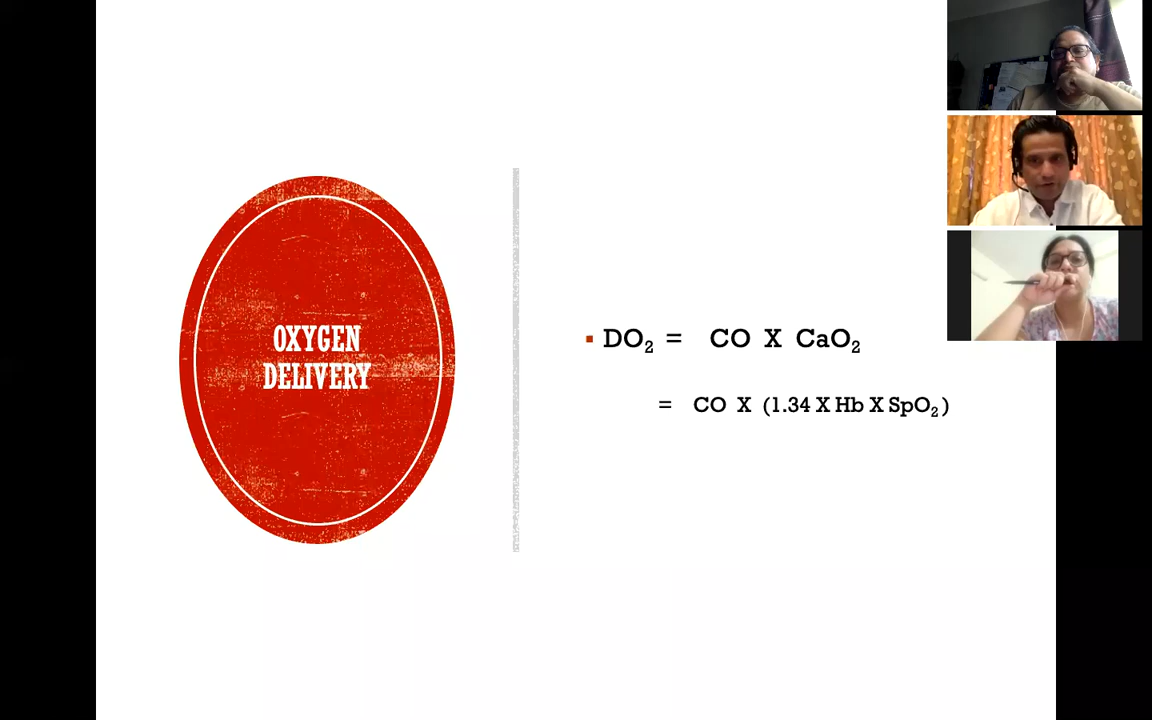 OXYGEN
DELIVERY
▪ DO₂ = CO X CaO₂
= CO X (1.34 X Hb X SpO₂)